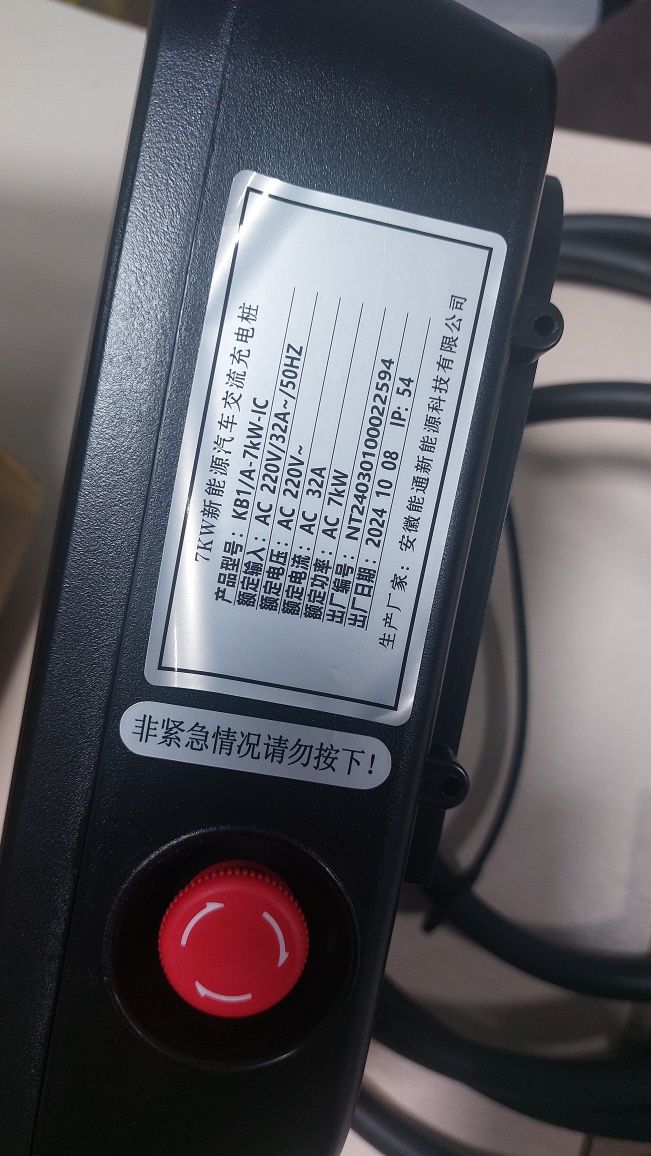 7KW新能源汽车交流充电桩
产品型号：KB1/A-7kW-IC
额定输入：AC 220V/32A~/50HZ
额定电压：AC 220V~
额定电流：AC 32A
额定功率：AC 7kW
出厂编号：NT24030100022594
出厂日期：2024 10 08 IP: 54
生产厂家：安徽能通新能源科技有限公司
非紧急情况请勿按下！